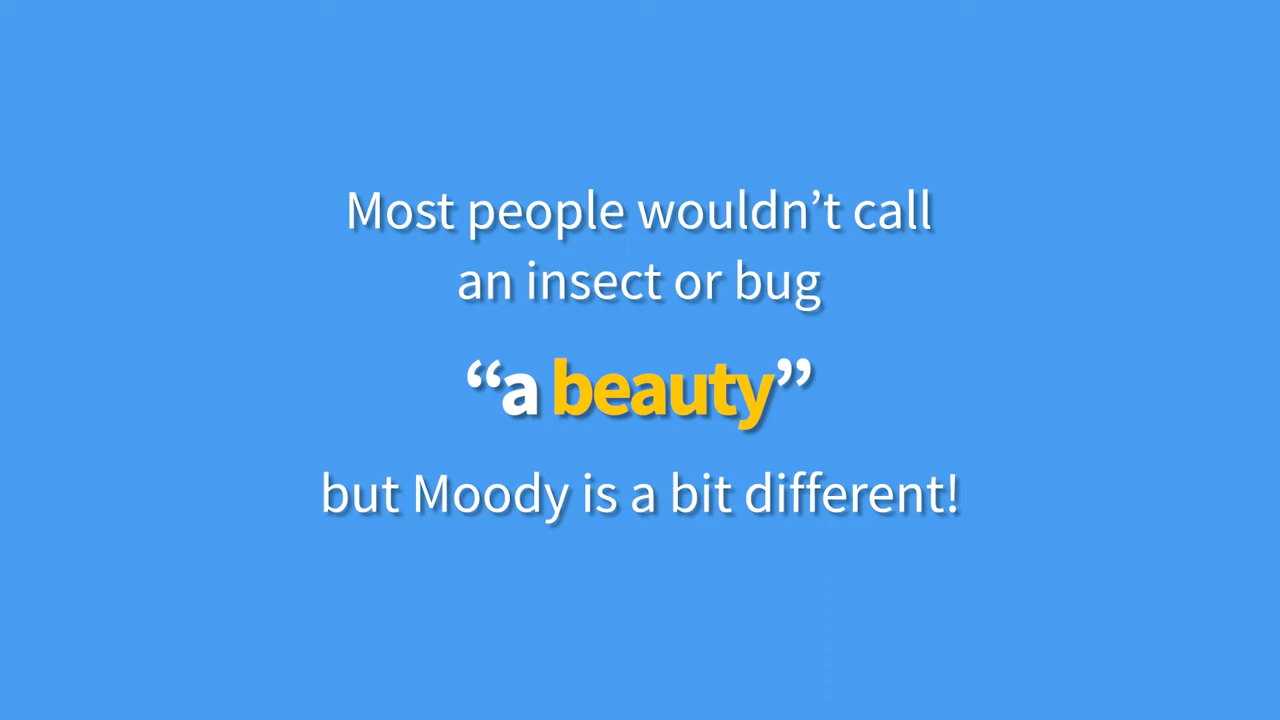 Most people wouldn’t call
an insect or bug
“a beauty”
but Moody is a bit different!